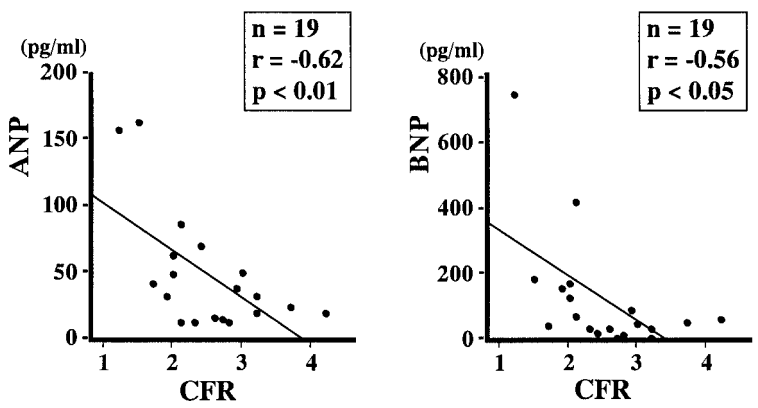 n = 19
r = -0.62
p < 0.01
(pg/ml)
200
150
100
50
0
ANP
1 2 3 4
CFR
n = 19
r = -0.56
p < 0.05
(pg/ml)
800
600
400
200
0
BNP
1 2 3 4
CFR